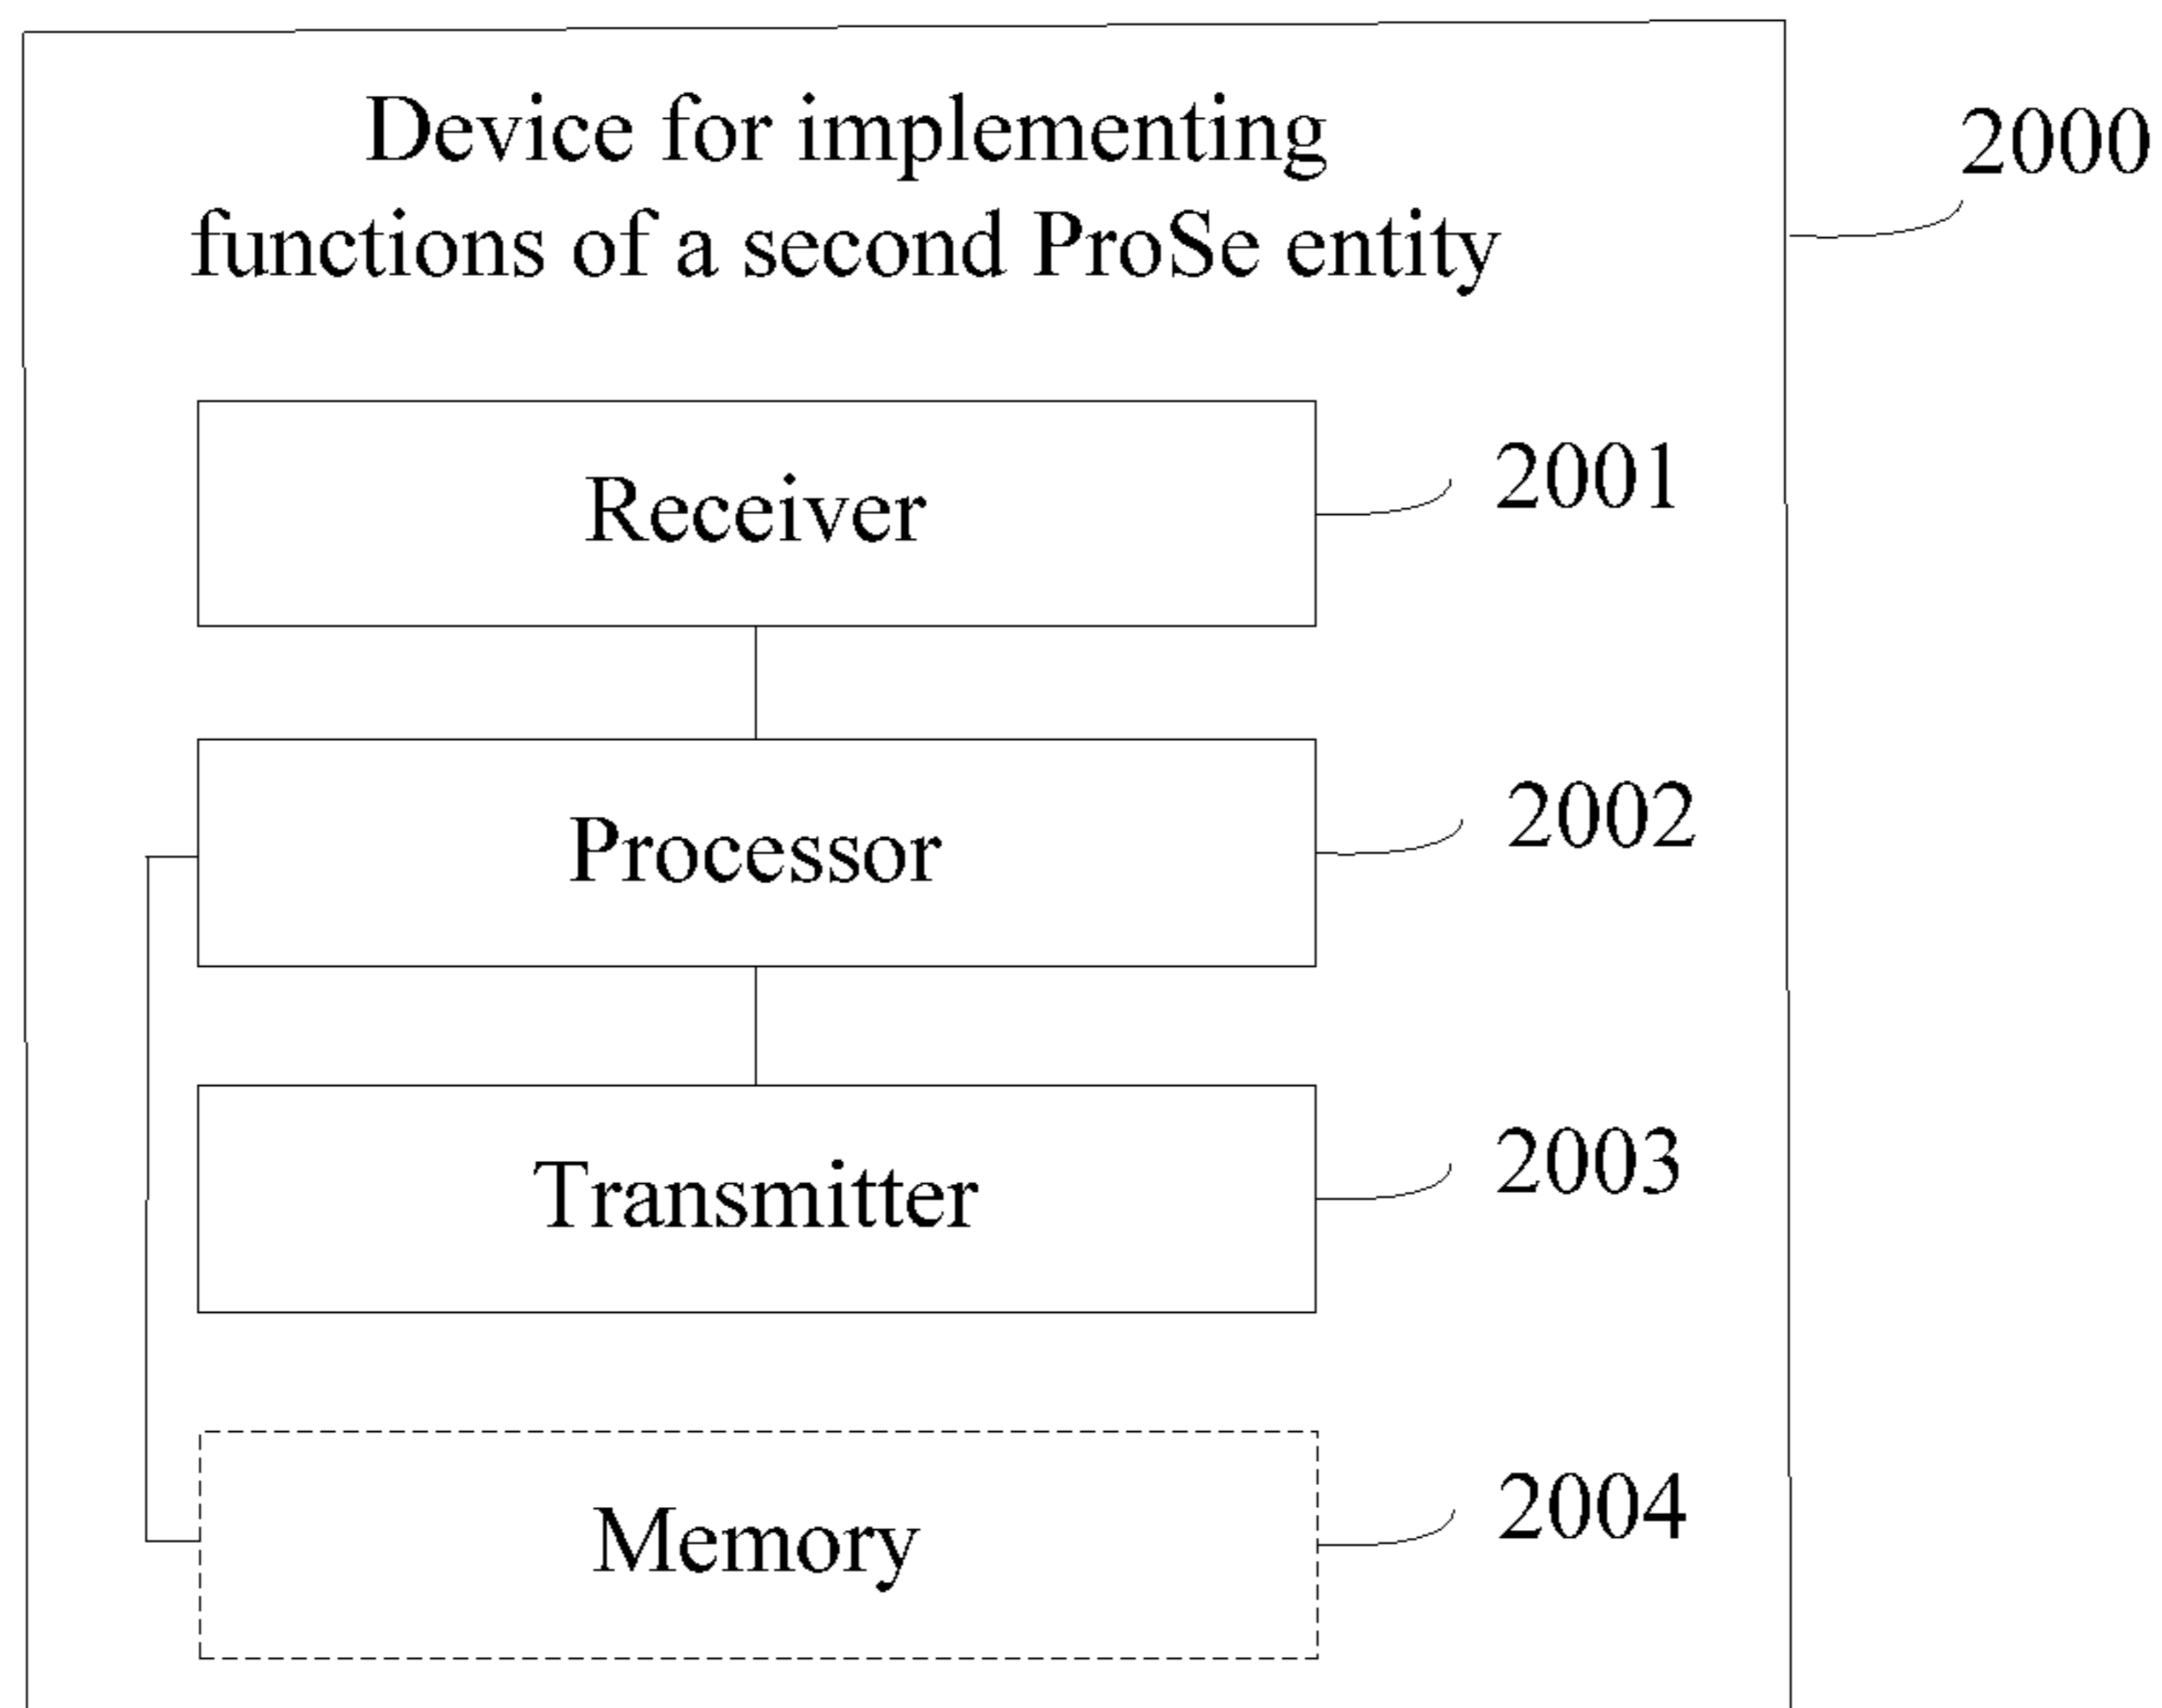 Device for implementing
functions of a second ProSe entity
2000
Receiver
2001
Processor
2002
Transmitter
2003
Memory
2004